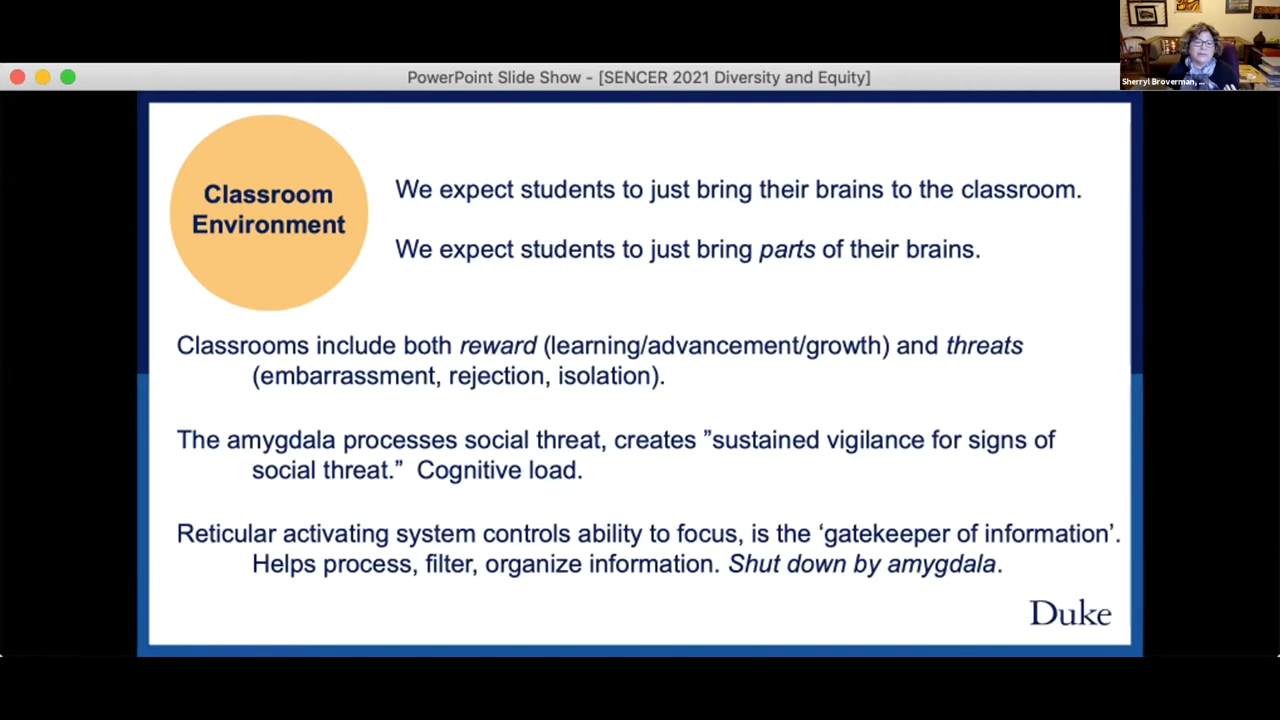 PowerPoint Slide Show - [SENCER 2021 Diversity and Equity]
Sherryl Broverman, ...
Classroom
Environment
We expect students to just bring their brains to the classroom.
We expect students to just bring parts of their brains.
Classrooms include both reward (learning/advancement/growth) and threats
(embarrassment, rejection, isolation).
The amygdala processes social threat, creates ”sustained vigilance for signs of
social threat.” Cognitive load.
Reticular activating system controls ability to focus, is the ‘gatekeeper of information’.
Helps process, filter, organize information. Shut down by amygdala.
Duke